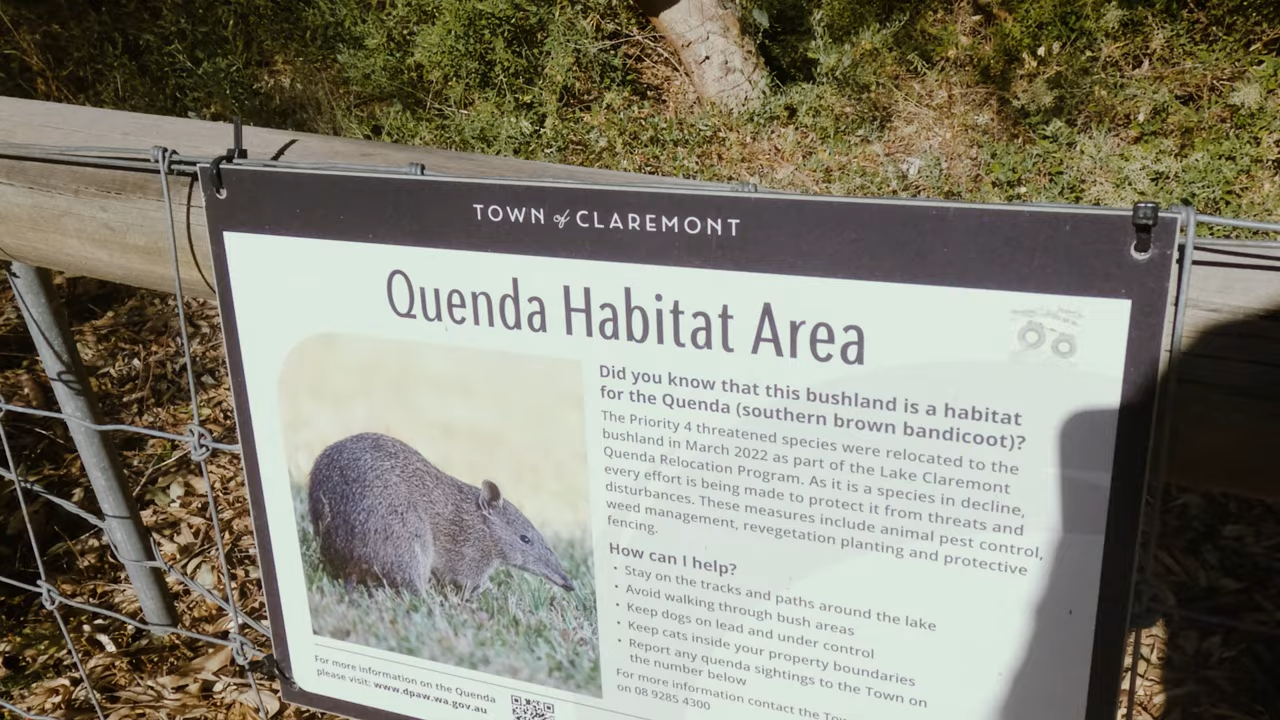 TOWN of CLAREMONT
Quenda Habitat Area
Did you know that this bushland is a habitat
for the Quenda (southern brown bandicoot)?
The Priority 4 threatened species were relocated to the
bushland in March 2022 as part of the Lake Claremont
Quenda Relocation Program. As it is a species in decline,
every effort is being made to protect it from threats and
disturbances. These measures include animal pest control,
weed management, revegetation planting and protective
fencing.
How can I help?
• Stay on the tracks and paths around the lake
• Avoid walking through bush areas
• Keep dogs on lead and under control
• Keep cats inside your property boundaries
• Report any quenda sightings to the Town on
the number below
For more information contact the
on 08 9285 4300
For more information on the Quenda
please visit: www.dpaw.wa.gov.au